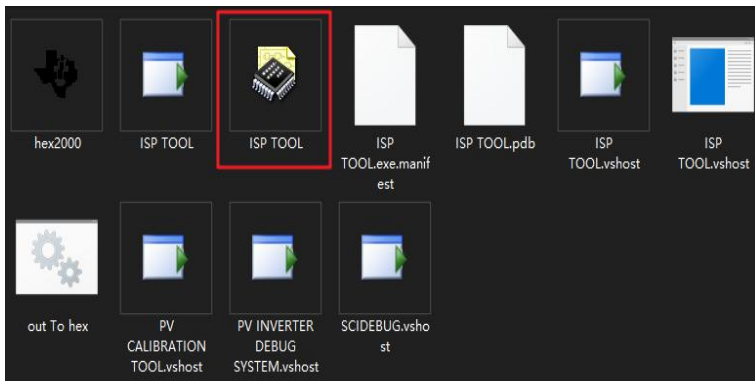 hex2000
ISP TOOL
ISP TOOL
ISP
TOOL.exe.manif
est
ISP TOOL.pdb
ISP
TOOL.vshost
ISP
TOOL.vshost
out To hex
PV
CALIBRATION
TOOL.vshost
PV INVERTER
DEBUG
SYSTEM.vshost
SCIDEBUG.vsho
st